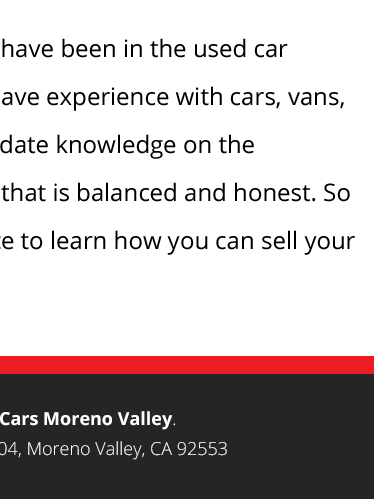 have been in the used car
ave experience with cars, vans,
date knowledge on the
that is balanced and honest. So
e to learn how you can sell your
Cars Moreno Valley.
04, Moreno Valley, CA 92553